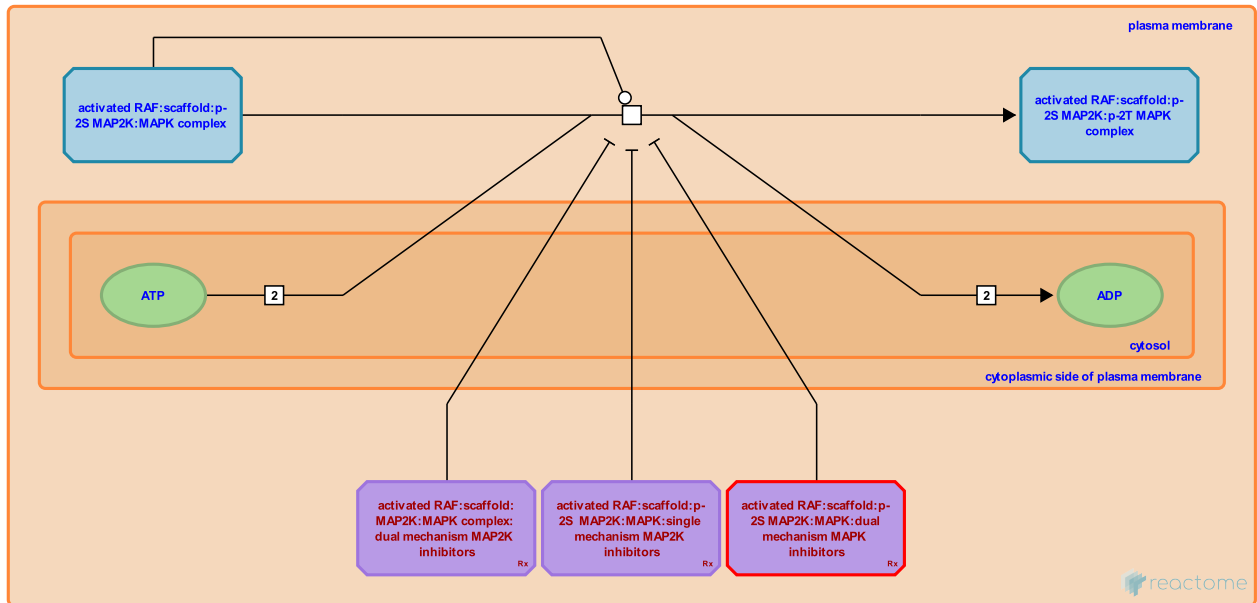 plasma membrane
activated RAF:scaffold:p-
2S MAP2K:MAPK complex
activated RAF:scaffold:p-
2S MAP2K:p-2T MAPK
complex
ATP
2
2
ADP
cytosol
cytoplasmic side of plasma membrane
activated RAF:scaffold:
MAP2K:MAPK complex:
dual mechanism MAP2K
inhibitors
Rx
activated RAF:scaffold:p-
2S MAP2K:MAPK:single
mechanism MAP2K
inhibitors
Rx
activated RAF:scaffold:p-
2S MAP2K:MAPK:dual
mechanism MAPK
inhibitors
Rx
reactome